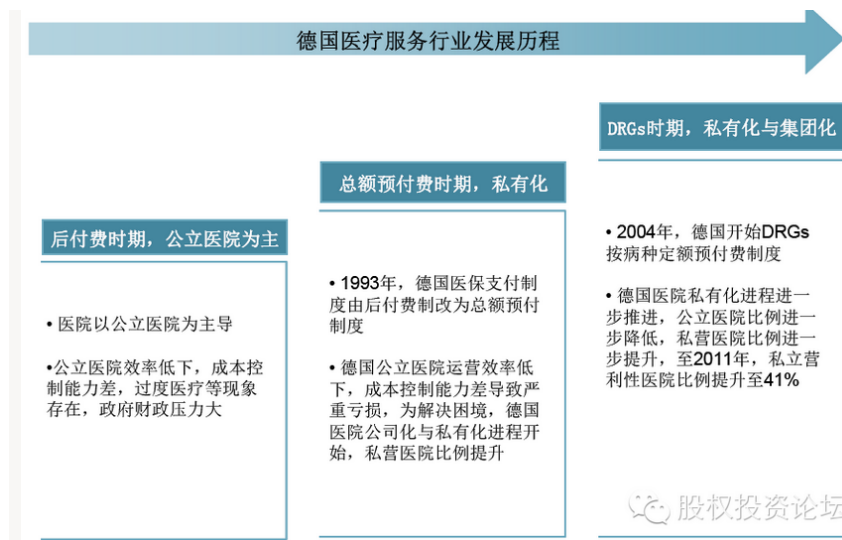 德国医疗服务行业发展历程
后付费时期，公立医院为主
• 医院以公立医院为主导
•公立医院效率低下，成本控
制能力差，过度医疗等现象
存在，政府财政压力大
总额预付费时期，私有化
• 1993年，德国医保支付制
度由后付费制改为总额预付
制度
• 德国公立医院运营效率低
下，成本控制能力差导致严
重亏损，为解决困境，德国
医院公司化与私有化进程开
始，私营医院比例提升
DRGs时期，私有化与集团化
• 2004年，德国开始DRGs
按病种定额预付费制度
• 德国医院私有化进程进一
步推进，公立医院比例进一
步降低，私营医院比例进一
步提升，至2011年，私立营
利性医院比例提升至41%
股权投资论坛